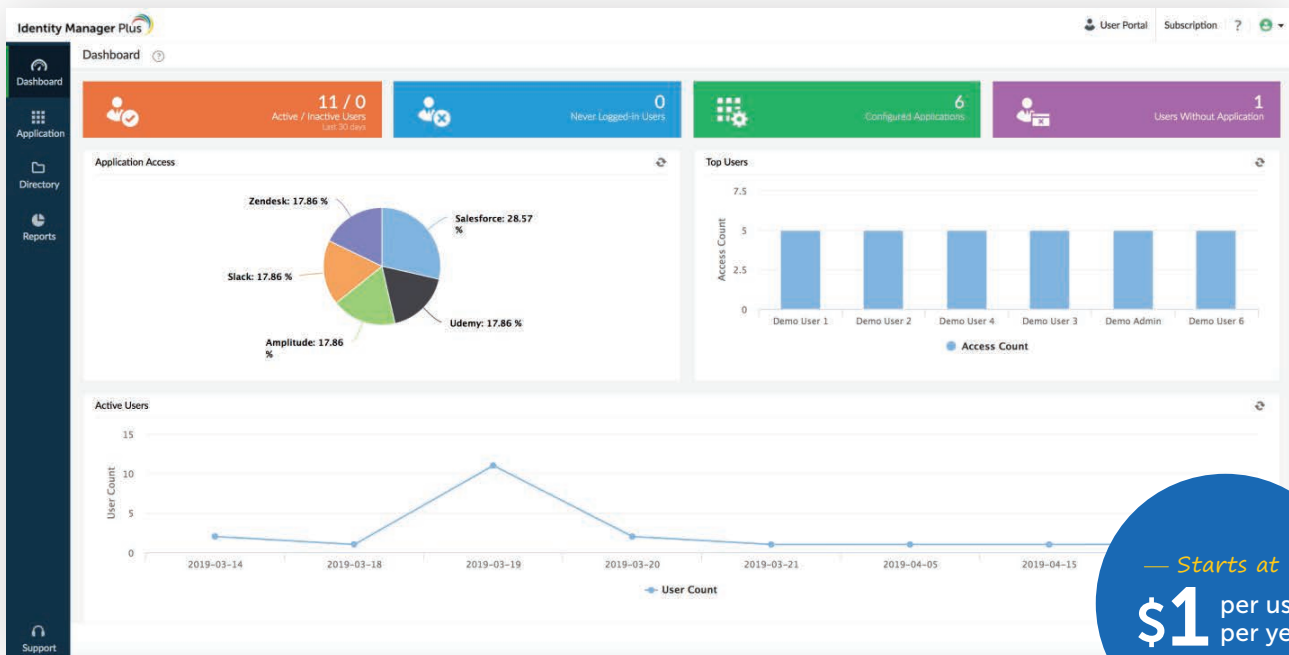 Identity Manager Plus
User Portal
Subscription
?
Dashboard
Application
Directory
Reports
Support
Dashboard ?
11 / 0
Active / Inactive Users
Last 30 days
0
Never Logged-in Users
6
Configured Applications
1
Users Without Application
Application Access
Zendesk: 17.86 %
Salesforce: 28.57
%
Slack: 17.86 %
Udemy: 17.86 %
Amplitude: 17.86
%
Top Users
7.5
5
2.5
0
Access Count
Demo User 1 Demo User 2 Demo User 4 Demo User 3 Demo Admin Demo User 6
Access Count
Active Users
15
10
5
0
User Count
2019-03-14 2019-03-18 2019-03-19 2019-03-20 2019-03-21 2019-04-05 2019-04-15
User Count
— Starts at
$1 per us
per ye